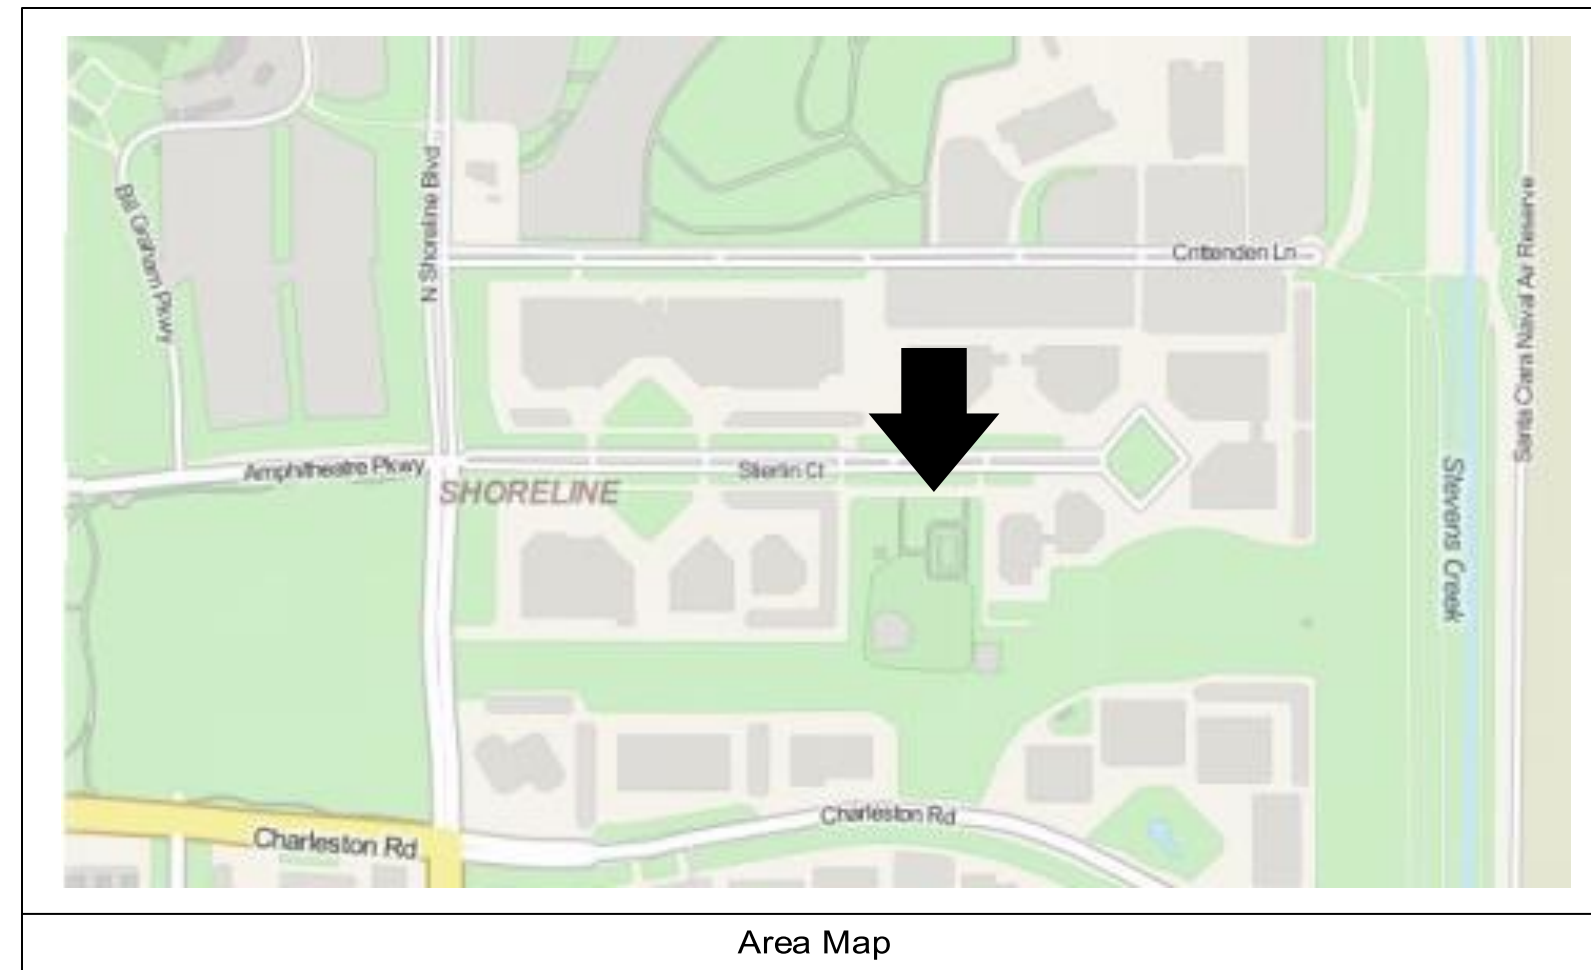 Bill Graham Pkwy
N Shoreline Blvd
Crittenden Ln
Santa Clara Naval Air Reserve
Amphitheatre Pkwy
Stierlin Ct
SHORELINE
Stevens Creek
Charleston Rd
Charleston Rd
Area Map